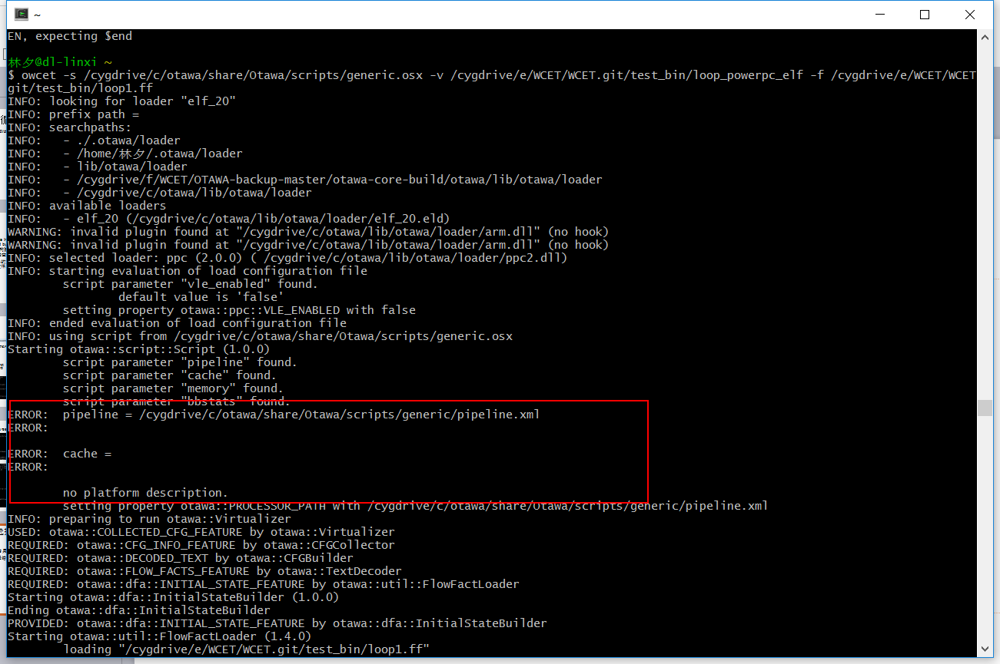 ~
EN, expecting $end
林夕@dl-linxi ~
$ owcet -s /cygdrive/c/otawa/share/Otawa/scripts/generic.osx -v /cygdrive/e/WCET/WCET.git/test_bin/loop_powerpc_elf -f /cygdrive/e/WCET/WCET
git/test_bin/loop1.ff
INFO: looking for loader "elf_20"
INFO: prefix path =
INFO: searchpaths:
INFO:   - ./.otawa/loader
INFO:   - /home/林夕/.otawa/loader
INFO:   - lib/otawa/loader
INFO:   - /cygdrive/f/WCET/OTAWA-backup-master/otawa-core-build/otawa/lib/otawa/loader
INFO:   - /cygdrive/c/otawa/lib/otawa/loader
INFO: available loaders
INFO:   - elf_20 (/cygdrive/c/otawa/lib/otawa/loader/elf_20.eld)
WARNING: invalid plugin found at "/cygdrive/c/otawa/lib/otawa/loader/arm.dll" (no hook)
WARNING: invalid plugin found at "/cygdrive/c/otawa/lib/otawa/loader/arm.dll" (no hook)
INFO: selected loader: ppc (2.0.0) ( /cygdrive/c/otawa/lib/otawa/loader/ppc2.dll)
INFO: starting evaluation of load configuration file
script parameter "vle_enabled" found.
default value is 'false'
setting property otawa::ppc::VLE_ENABLED with false
INFO: ended evaluation of load configuration file
INFO: using script from /cygdrive/c/otawa/share/Otawa/scripts/generic.osx
Starting otawa::script::Script (1.0.0)
script parameter "pipeline" found.
script parameter "cache" found.
script parameter "memory" found.
script parameter "bbstats" found.
ERROR:  pipeline = /cygdrive/c/otawa/share/Otawa/scripts/generic/pipeline.xml
ERROR:
ERROR:  cache =
ERROR:
no platform description.
setting property otawa::PROCESSOR_PATH with /cygdrive/c/otawa/share/Otawa/scripts/generic/pipeline.xml
INFO: preparing to run otawa::Virtualizer
USED: otawa::COLLECTED_CFG_FEATURE by otawa::Virtualizer
REQUIRED: otawa::CFG_INFO_FEATURE by otawa::CFGCollector
REQUIRED: otawa::DECODED_TEXT by otawa::CFGBuilder
REQUIRED: otawa::FLOW_FACTS_FEATURE by otawa::TextDecoder
REQUIRED: otawa::dfa::INITIAL_STATE_FEATURE by otawa::util::FlowFactLoader
Starting otawa::dfa::InitialStateBuilder (1.0.0)
Ending otawa::dfa::InitialStateBuilder
PROVIDED: otawa::dfa::INITIAL_STATE_FEATURE by otawa::dfa::InitialStateBuilder
Starting otawa::util::FlowFactLoader (1.4.0)
loading "/cygdrive/e/WCET/WCET.git/test_bin/loop1.ff"